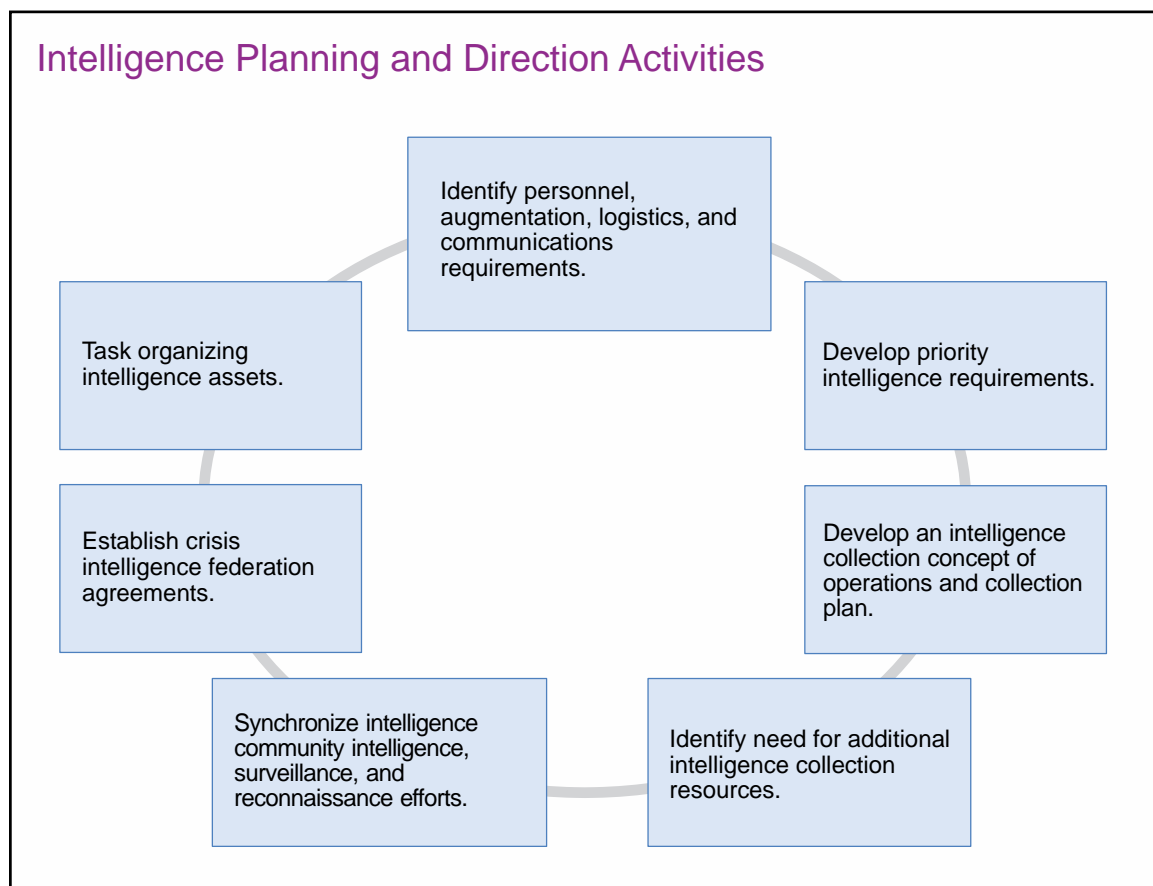 Intelligence Planning and Direction Activities
Identify personnel,
augmentation, logistics, and
communications
requirements.
Develop priority
intelligence requirements.
Develop an intelligence
collection concept of
operations and collection
plan.
Identify need for additional
intelligence collection
resources.
Synchronize intelligence
community intelligence,
surveillance, and
reconnaissance efforts.
Establish crisis
intelligence federation
agreements.
Task organizing
intelligence assets.